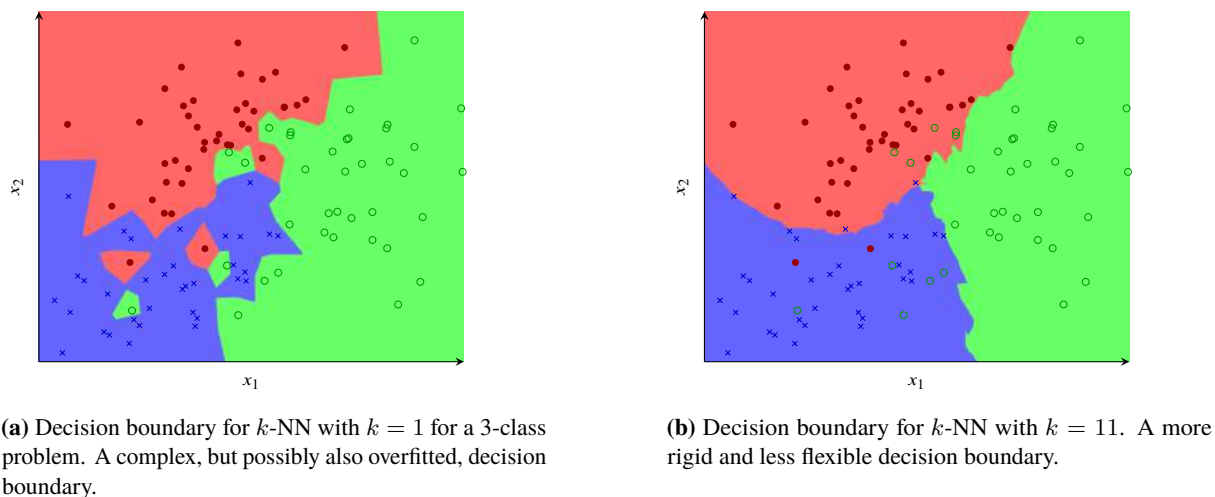 x₂
x₁
(a) Decision boundary for k-NN with k = 1 for a 3-class
problem. A complex, but possibly also overfitted, decision
boundary.
x₂
x₁
(b) Decision boundary for k-NN with k = 11. A more
rigid and less flexible decision boundary.